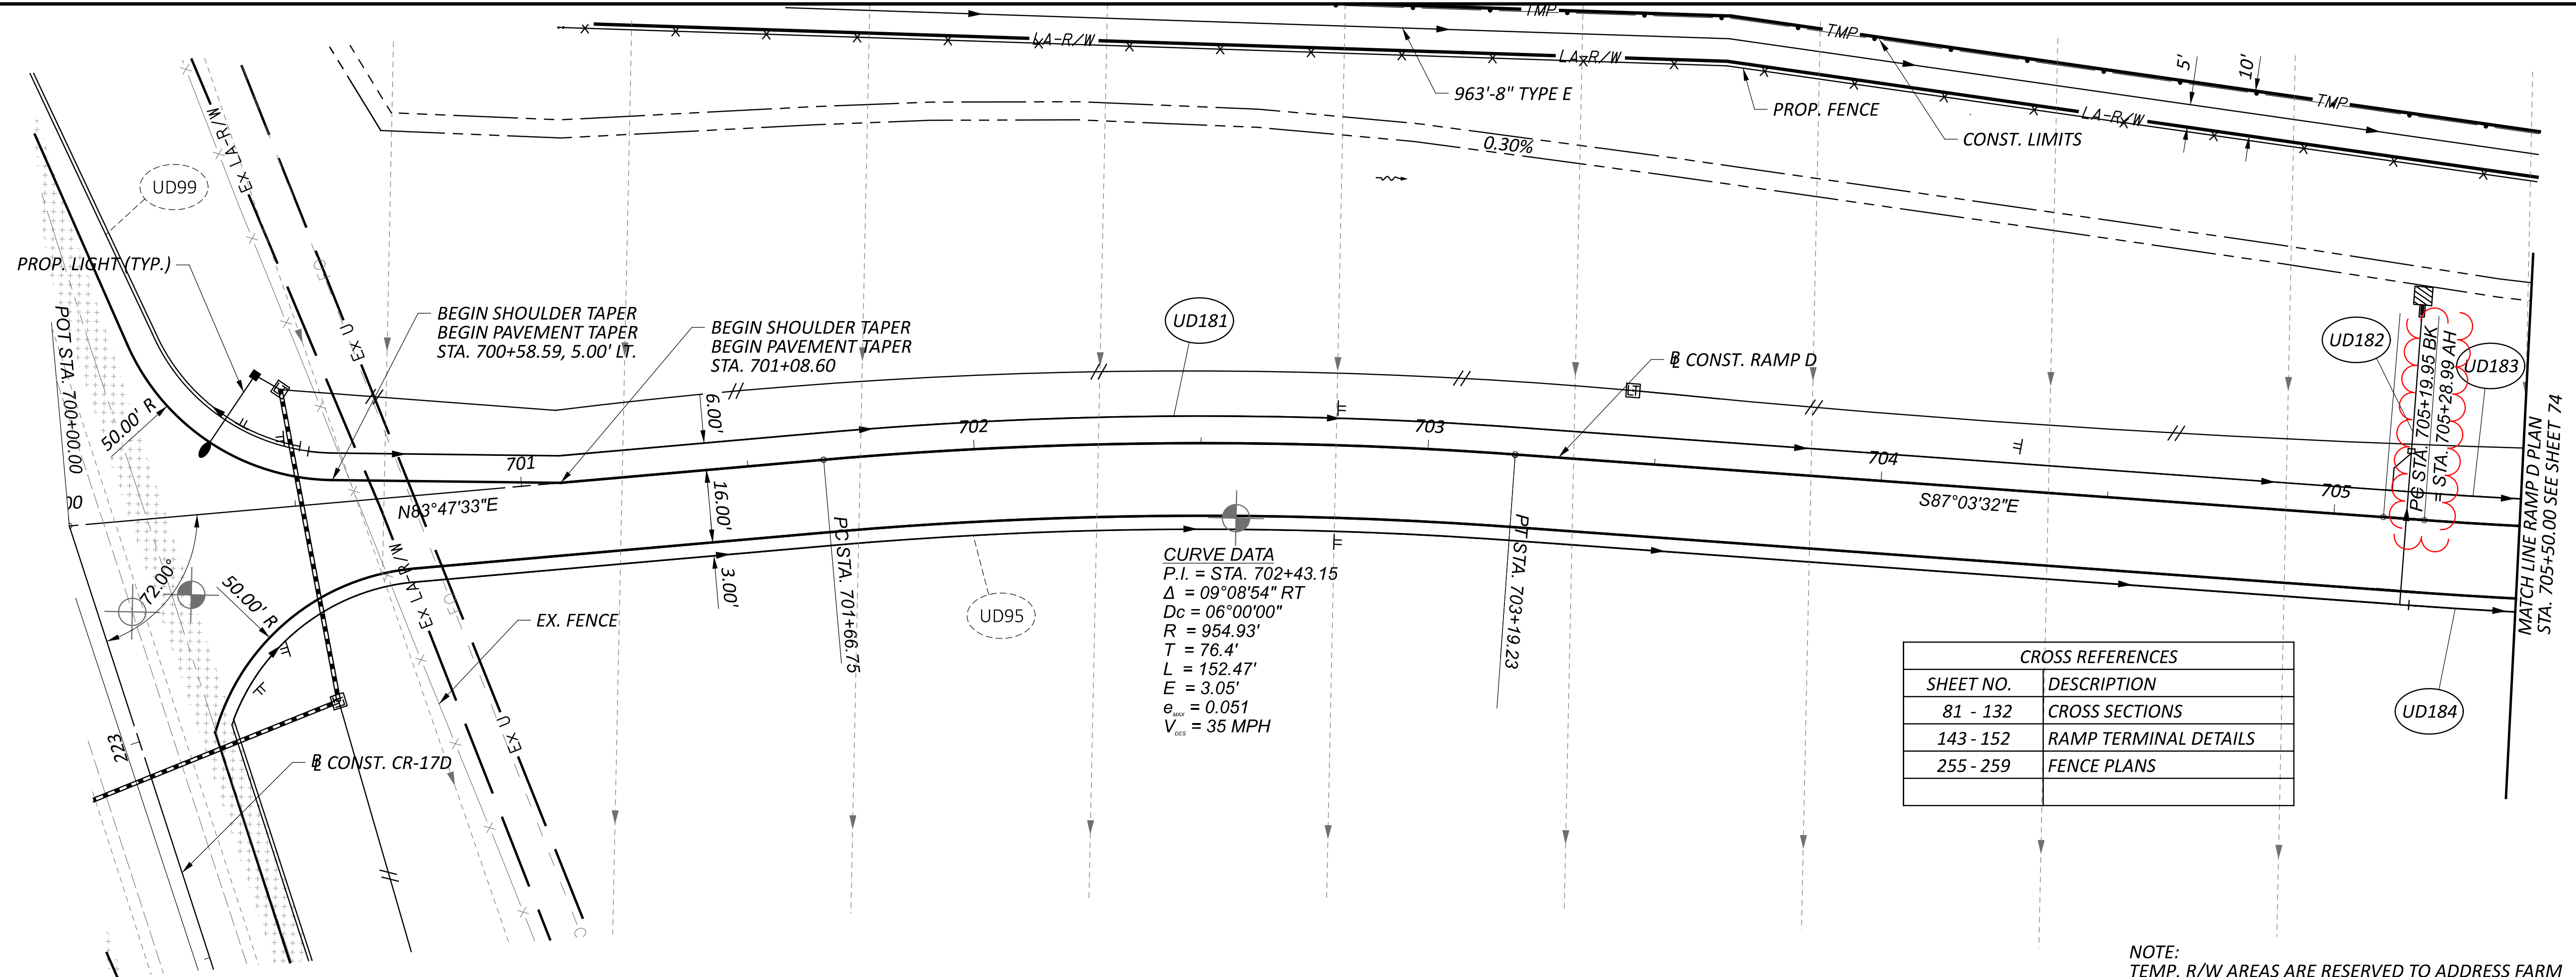 TMP
TMP
LA-R/W
LA-R/W
5'
10'
TMP
963'-8" TYPE E
PROP. FENCE
LA-R/W
CONST. LIMITS
0.30%
EX LA-R/W
UD99
PROP. LIGHT (TYP.)
EX U
BEGIN SHOULDER TAPER
BEGIN PAVEMENT TAPER
STA. 700+58.59, 5.00' LT.
BEGIN SHOULDER TAPER
BEGIN PAVEMENT TAPER
STA. 701+08.60
UD181
CONST. RAMP D
UD182
UD183
POT STA. 700+00.00
50.00' R
6.00'
LT
701
702
703
704
705
00
N83°47'33"E
16.00'
S87°03'32"E
STA. 705+19.95 BK
= STA. 705+28.99 AH
MATCH LINE RAMP D PLAN
STA. 705+50.00 SEE SHEET 74
PC STA. 701+66.75
PT STA. 703+19.23
72.00°
50.00' R
3.00'
EX LA-R/W
EX. FENCE
UD95
CURVE DATA
P.I. = STA. 702+43.15
Δ = 09°08'54" RT
Dc = 06°00'00"
R = 954.93'
T = 76.4'
L = 152.47'
E = 3.05'
eMAX = 0.051
VDES = 35 MPH
CROSS REFERENCES
SHEET NO. DESCRIPTION
81 - 132 CROSS SECTIONS
143 - 152 RAMP TERMINAL DETAILS
255 - 259 FENCE PLANS
UD184
EX U
223
CONST. CR-17D
NOTE:
TEMP. R/W AREAS ARE RESERVED TO ADDRESS FARM